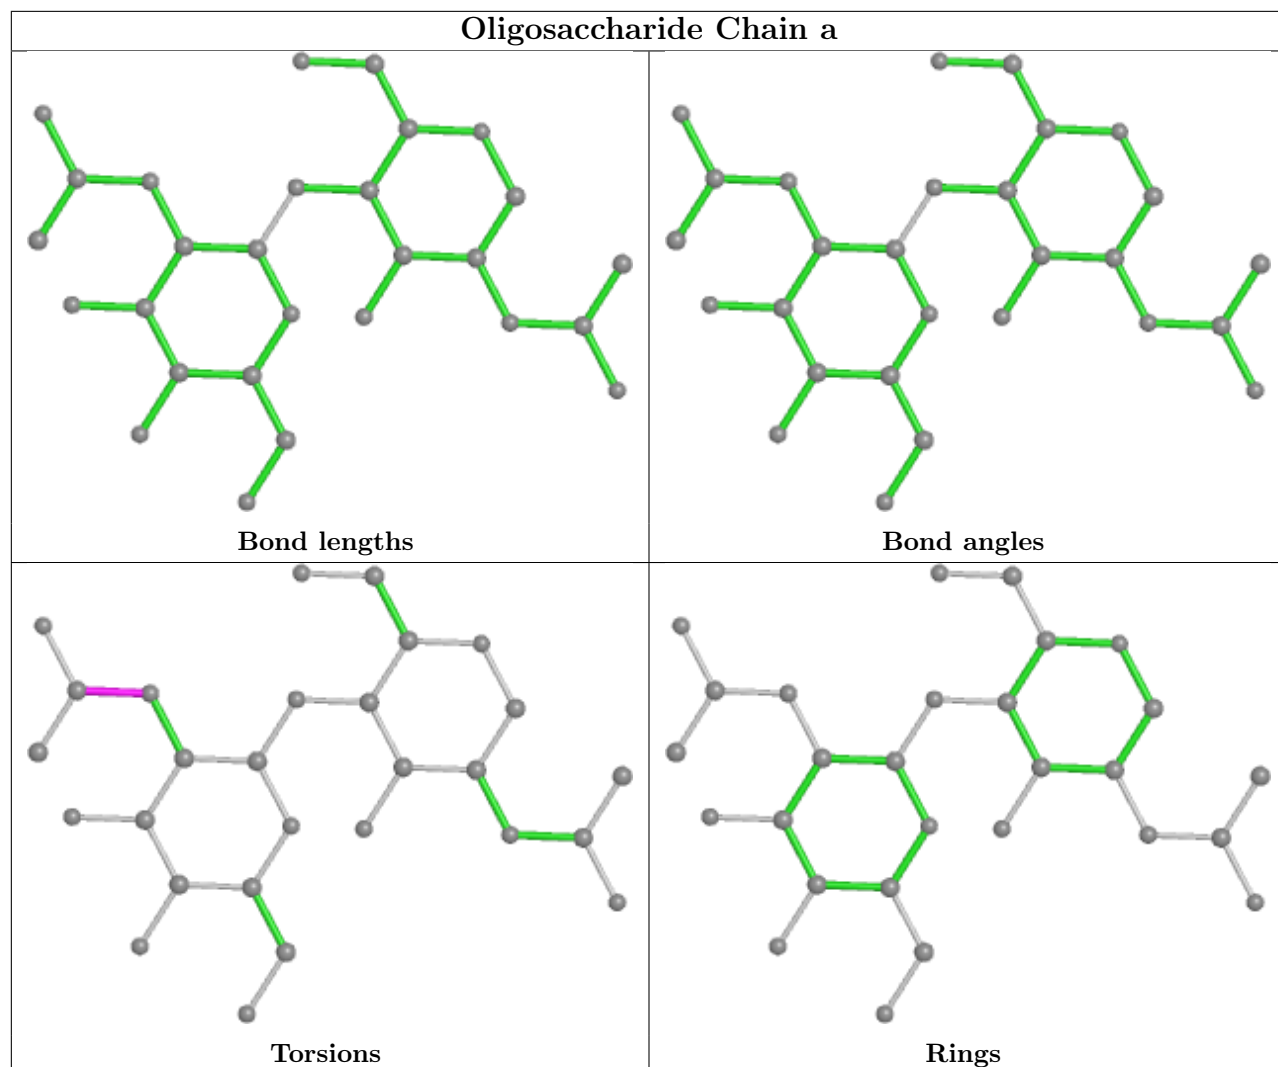 Oligosaccharide Chain a
Bond lengths
Bond angles
Torsions
Rings